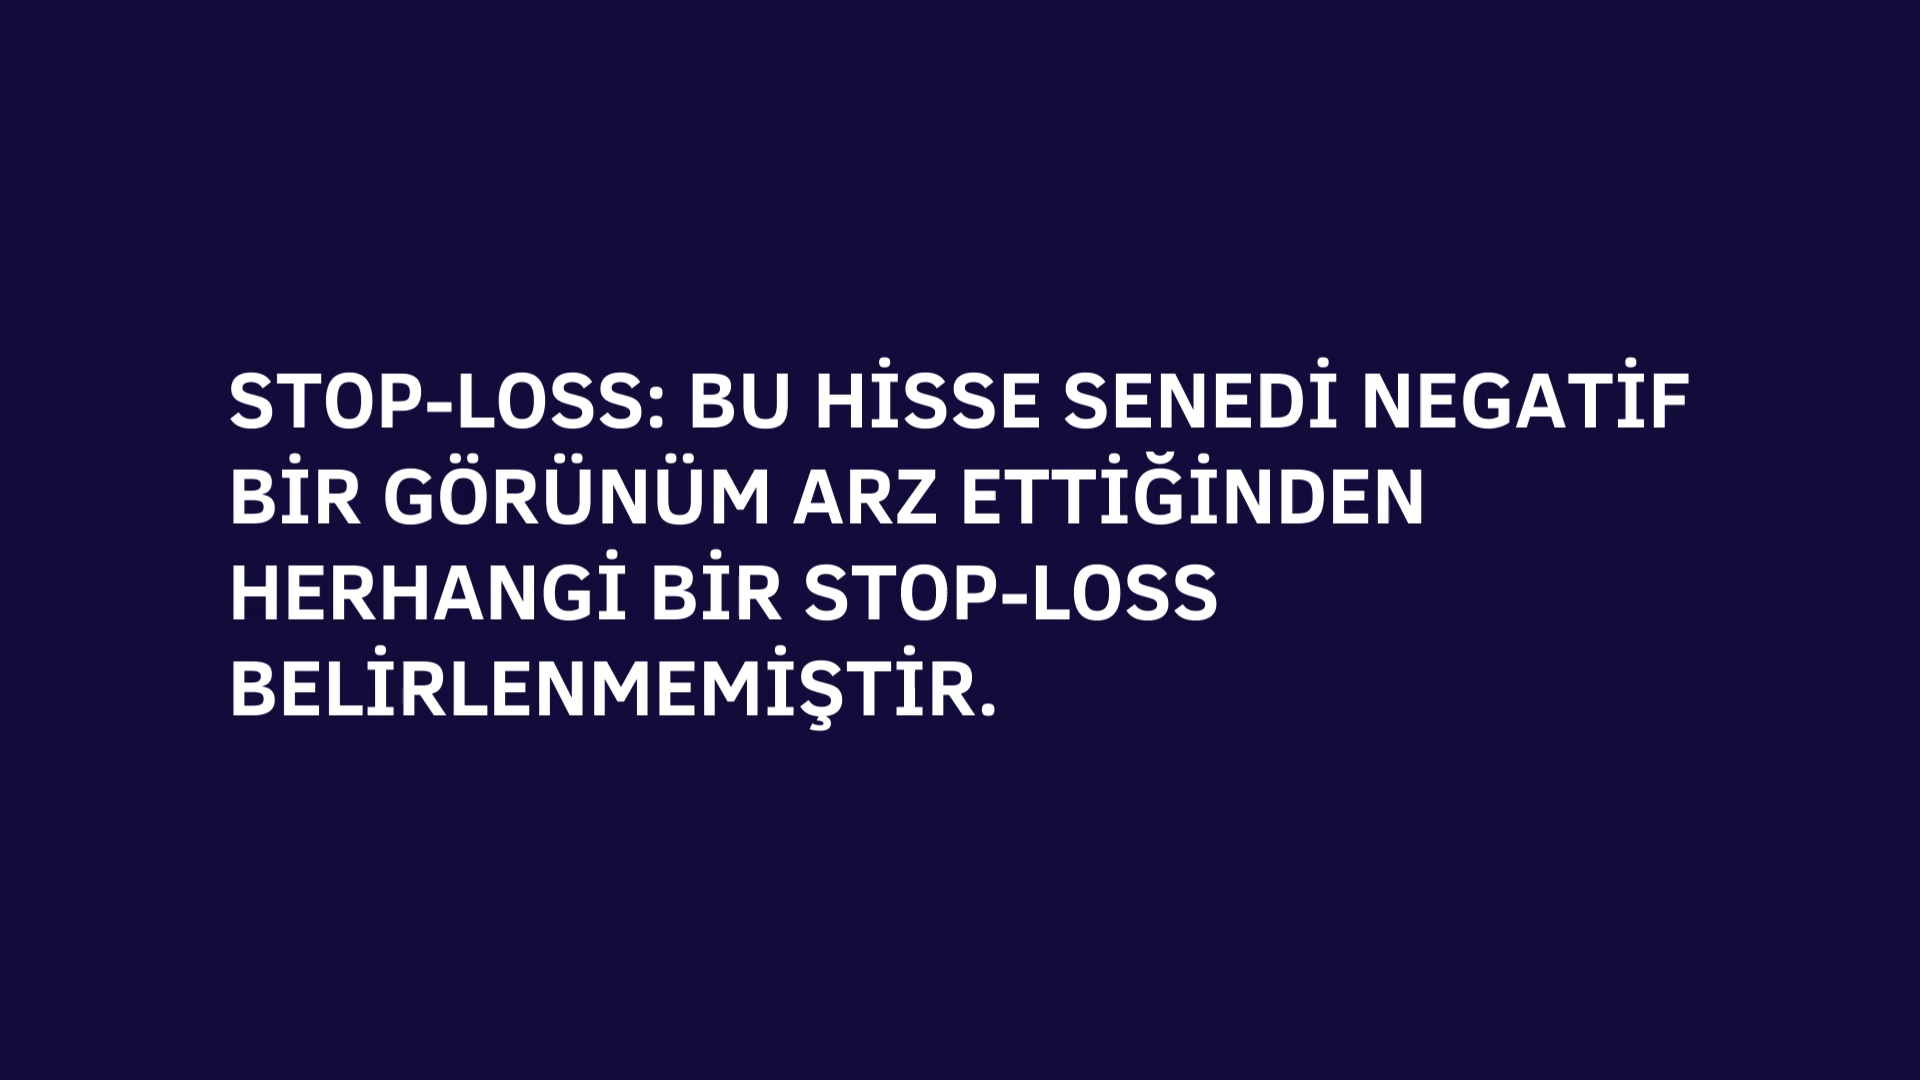 STOP-LOSS: BU HİSSE SENEDİ NEGATİF
BİR GÖRÜNÜM ARZ ETTİĞİNDEN
HERHANGİ BİR STOP-LOSS
BELİRLENMEMİŞTİR.